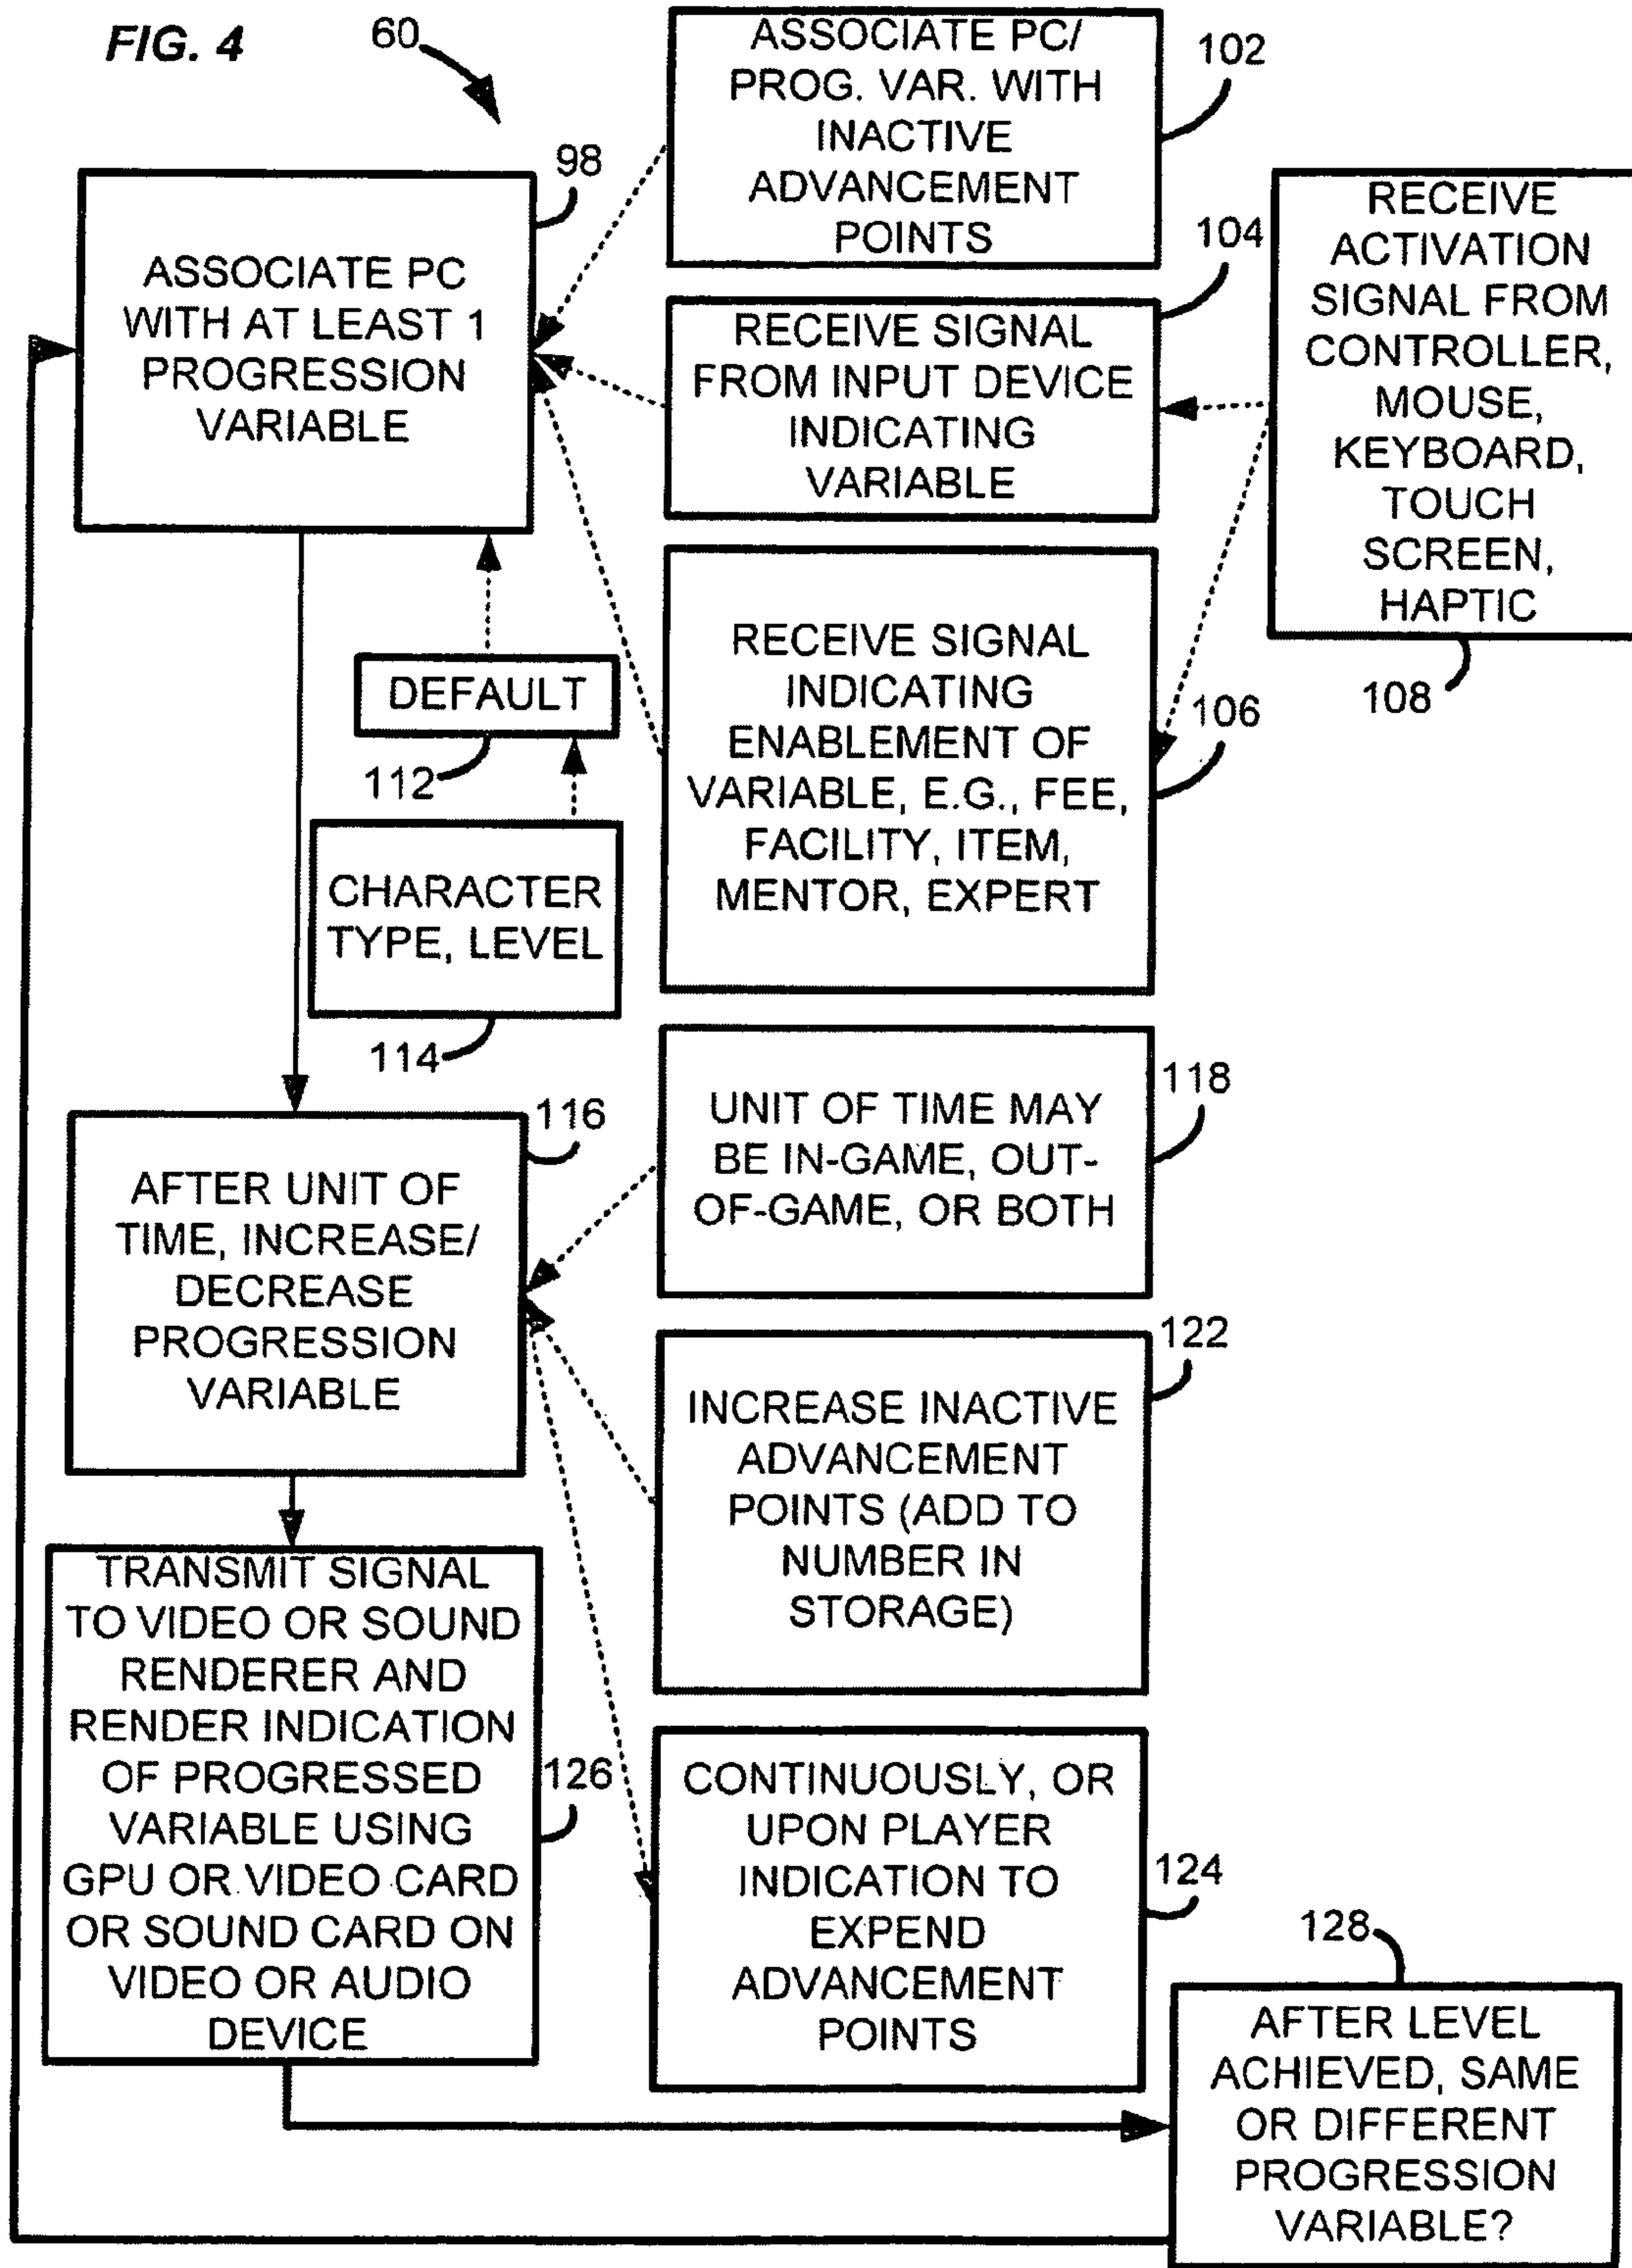 FIG. 4
60
ASSOCIATE PC/
PROG. VAR. WITH
INACTIVE
ADVANCEMENT
POINTS
102
98
ASSOCIATE PC
WITH AT LEAST 1
PROGRESSION
VARIABLE
104
RECEIVE SIGNAL
FROM INPUT DEVICE
INDICATING
VARIABLE
RECEIVE
ACTIVATION
SIGNAL FROM
CONTROLLER,
MOUSE,
KEYBOARD,
TOUCH
SCREEN,
HAPTIC
108
RECEIVE SIGNAL
INDICATING
ENABLEMENT OF
VARIABLE, E.G., FEE,
FACILITY, ITEM,
MENTOR, EXPERT
106
DEFAULT
112
CHARACTER
TYPE, LEVEL
114
116
AFTER UNIT OF
TIME, INCREASE/
DECREASE
PROGRESSION
VARIABLE
UNIT OF TIME MAY
BE IN-GAME, OUT-
OF-GAME, OR BOTH
118
122
INCREASE INACTIVE
ADVANCEMENT
POINTS (ADD TO
NUMBER IN
STORAGE)
TRANSMIT SIGNAL
TO VIDEO OR SOUND
RENDERER AND
RENDER INDICATION
OF PROGRESSED
VARIABLE USING
GPU OR VIDEO CARD
OR SOUND CARD ON
VIDEO OR AUDIO
DEVICE
126
CONTINUOUSLY, OR
UPON PLAYER
INDICATION TO
EXPEND
ADVANCEMENT
POINTS
124
128
AFTER LEVEL
ACHIEVED, SAME
OR DIFFERENT
PROGRESSION
VARIABLE?